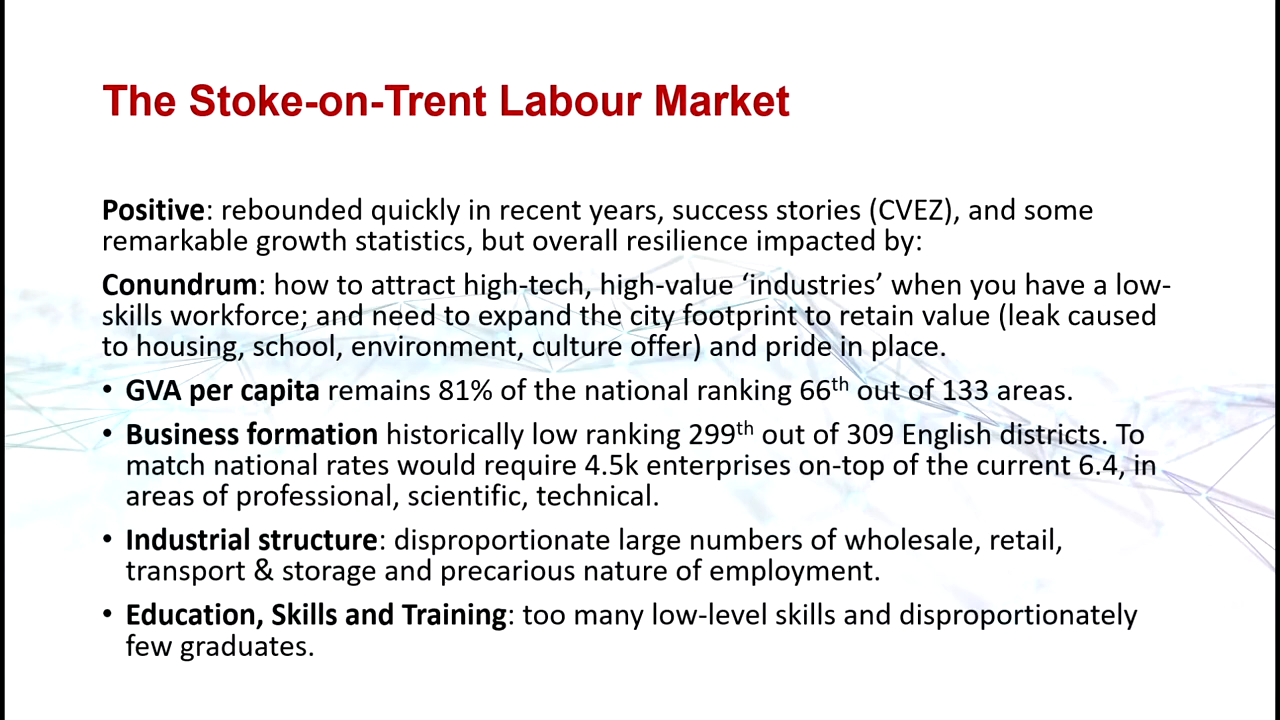 The Stoke-on-Trent Labour Market
Positive: rebounded quickly in recent years, success stories (CVEZ), and some
remarkable growth statistics, but overall resilience impacted by:
Conundrum: how to attract high-tech, high-value ‘industries’ when you have a low-
skills workforce; and need to expand the city footprint to retain value (leak caused
to housing, school, environment, culture offer) and pride in place.
• GVA per capita remains 81% of the national ranking 66th out of 133 areas.
• Business formation historically low ranking 299th out of 309 English districts. To
match national rates would require 4.5k enterprises on-top of the current 6.4, in
areas of professional, scientific, technical.
• Industrial structure: disproportionate large numbers of wholesale, retail,
transport & storage and precarious nature of employment.
• Education, Skills and Training: too many low-level skills and disproportionately
few graduates.